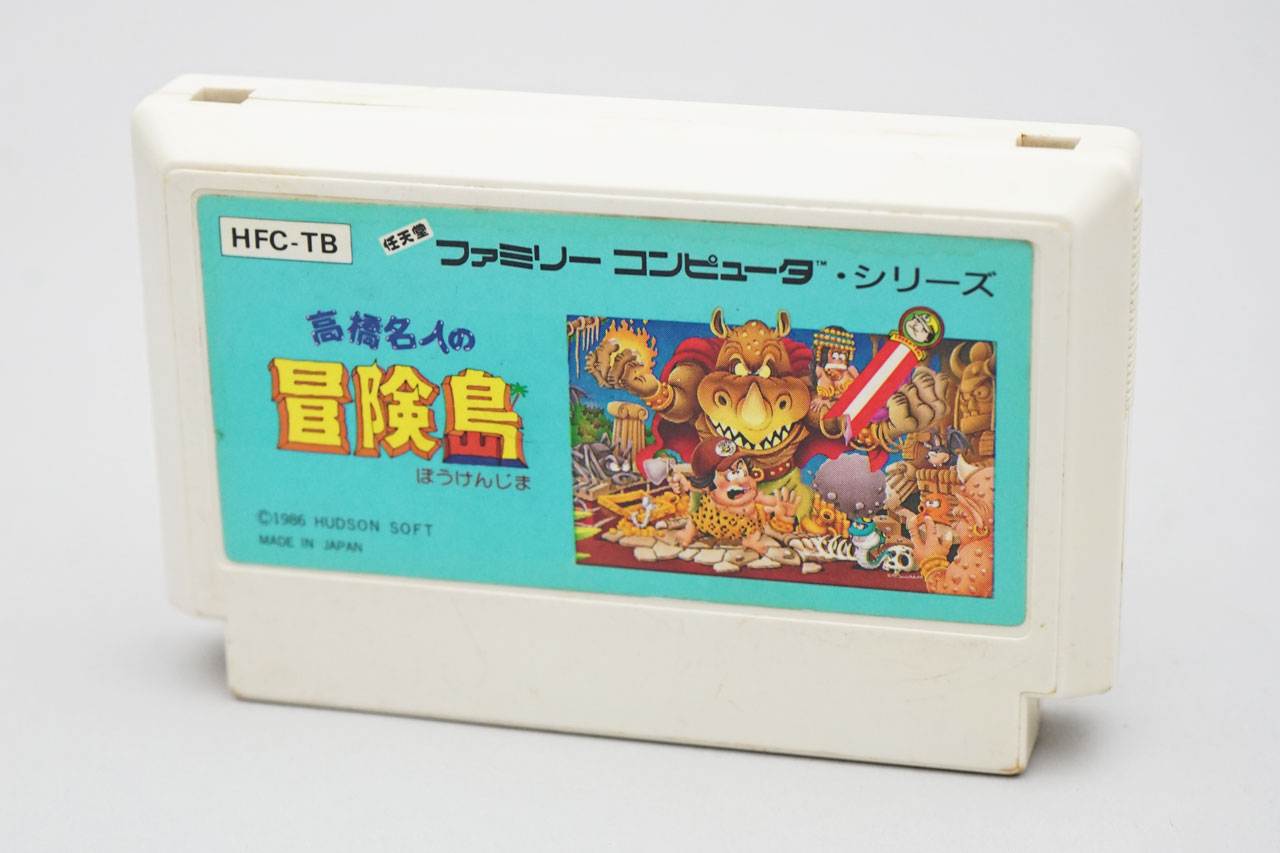 HFC-TB
任天堂 ファミリー コンピュータ™・シリーズ
高橋名人の
冒険島
ぼうけんじま
©1986 HUDSON SOFT
MADE IN JAPAN